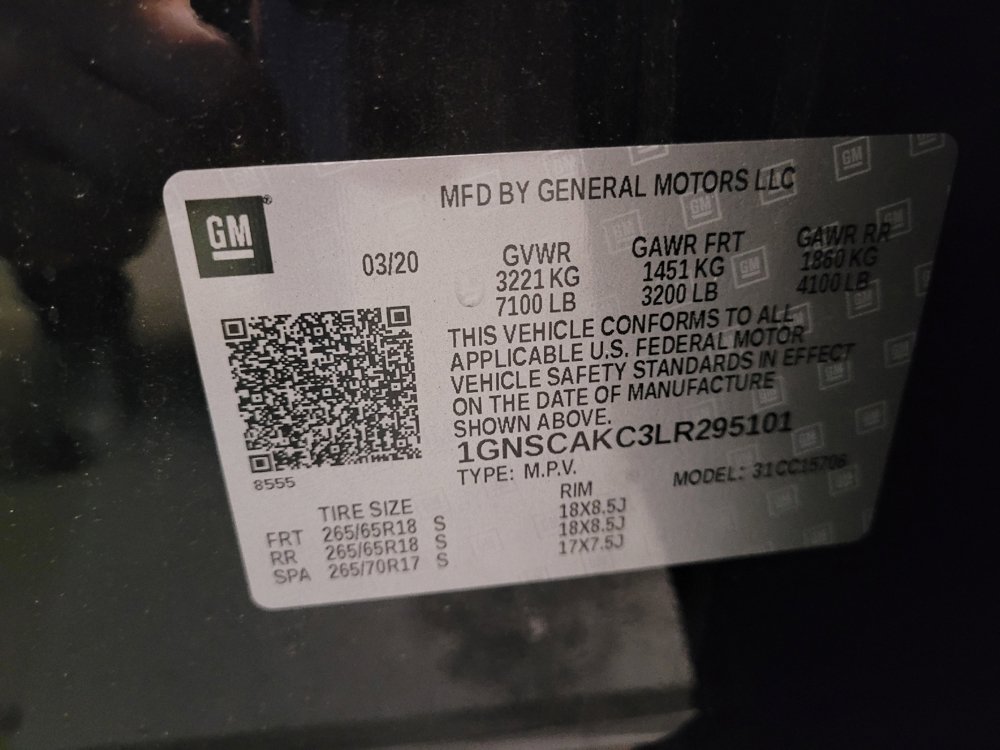 GM®
MFD BY GENERAL MOTORS LLC
03/20
GVWR
3221 KG
7100 LB
GAWR FRT
1451 KG
3200 LB
GAWR RR
1860 KG
4100 LB
THIS VEHICLE CONFORMS TO ALL
APPLICABLE U.S. FEDERAL MOTOR
VEHICLE SAFETY STANDARDS IN EFFECT
ON THE DATE OF MANUFACTURE
SHOWN ABOVE.
1GNSCAKC3LR295101
TYPE: M.P.V.
MODEL: 31CC15706
8555
TIRE SIZE
RIM
FRT 265/65R18 S 18X8.5J
RR 265/65R18 S 18X8.5J
SPA 265/70R17 S 17X7.5J